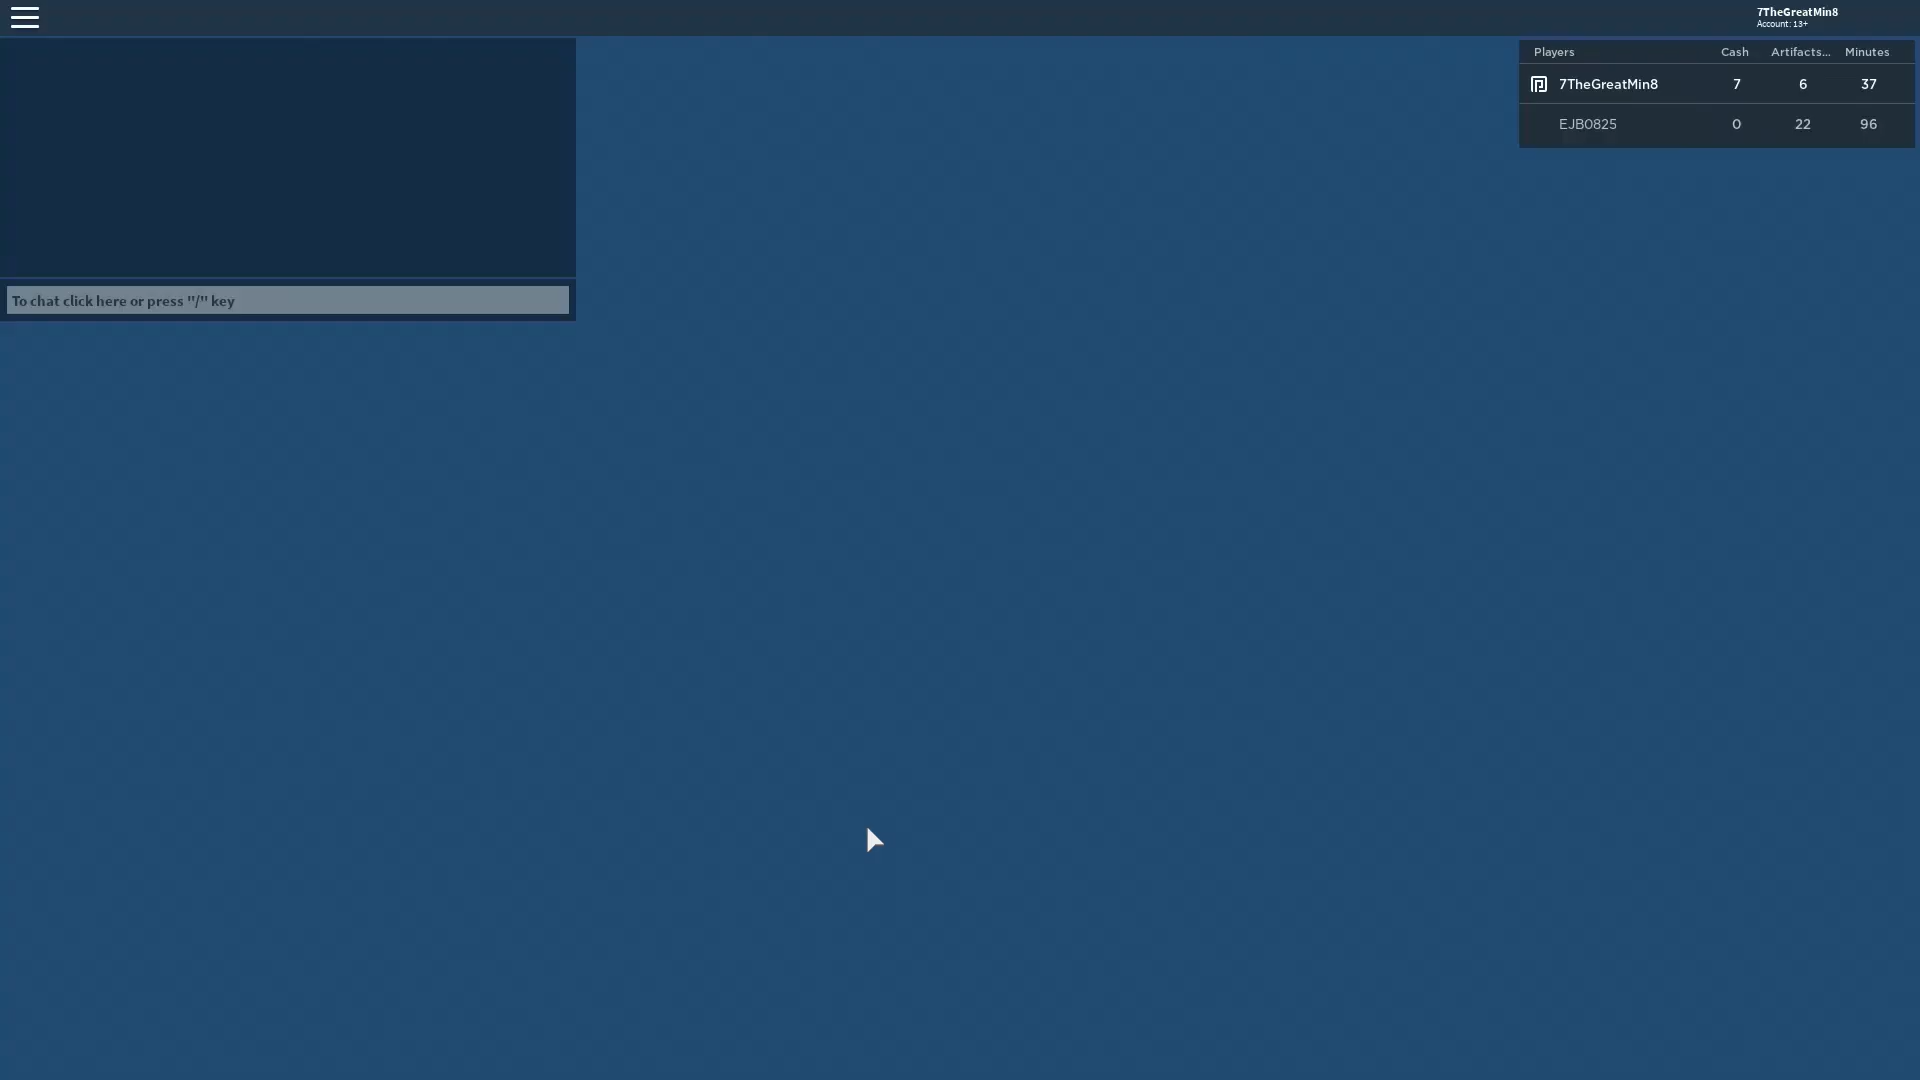 7TheGreatMin8
Account: 13+
Players Cash Artifacts... Minutes
7TheGreatMin8 7 6 37
EJB0825 0 22 96
To chat click here or press "/" key